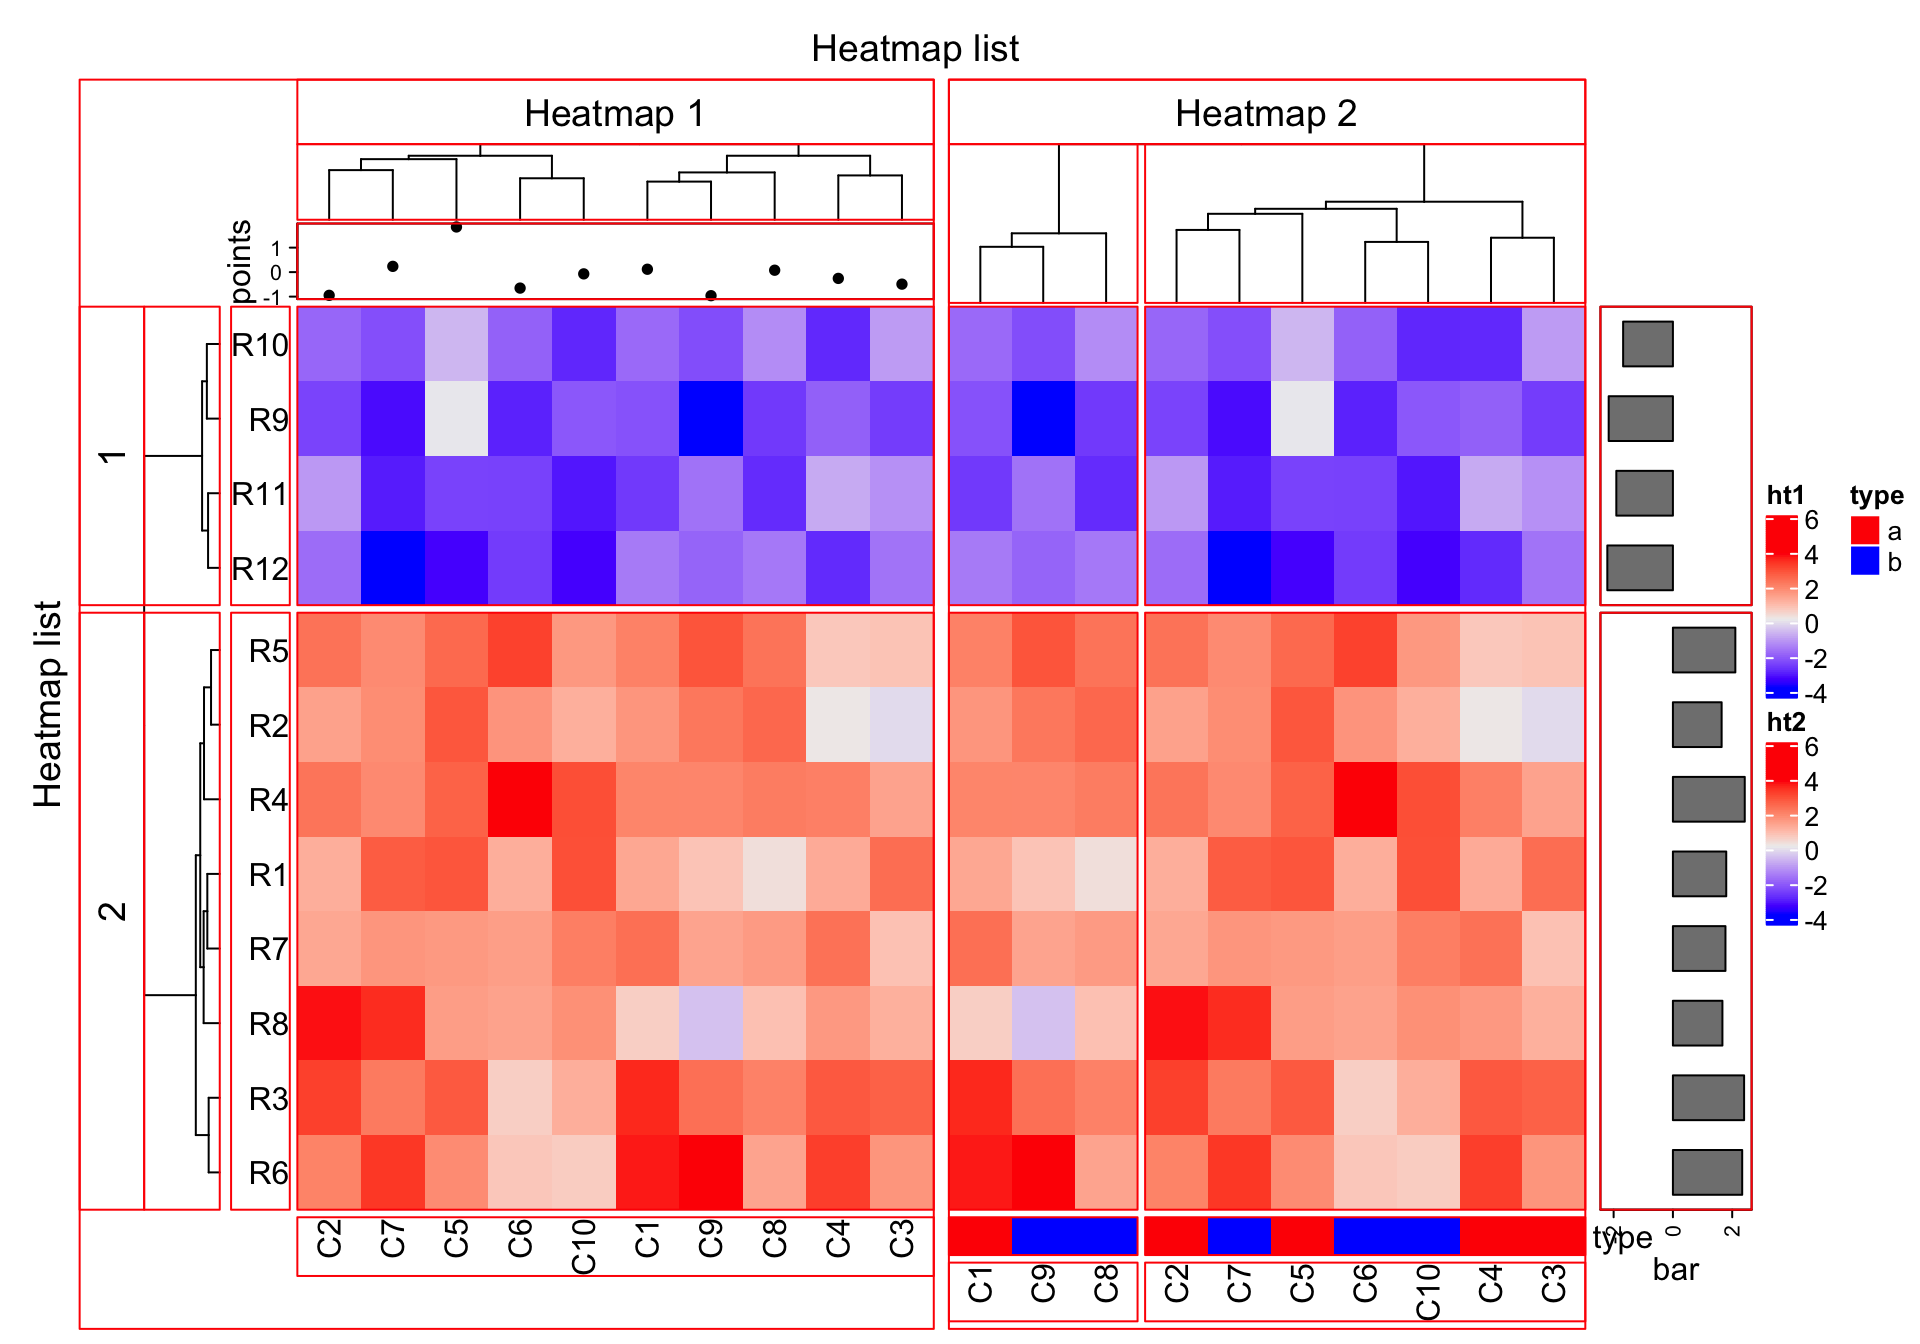 Heatmap list
Heatmap 1
Heatmap 2
points
1
0
-1
Heatmap list
1
2
R10
R9
R11
R12
R5
R2
R4
R1
R7
R8
R3
R6
C2 C7 C5 C6 C10 C1 C9 C8 C4 C3
C1 C9 C8 C2 C7 C5 C6 C10 C4 C3
type
-2 0 2
bar
ht1
6
4
2
0
-2
-4
ht2
6
4
2
0
-2
-4
type
a
b